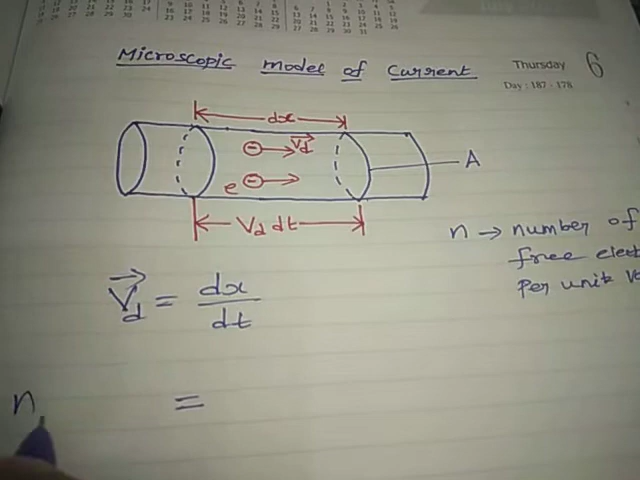 Microscopic model of Current
Thursday 6
Day : 187 - 178
dx
Vd
e
A
Vd dt
n → number of
free elect
Per unit Vo
Vd = dx
dt
n =